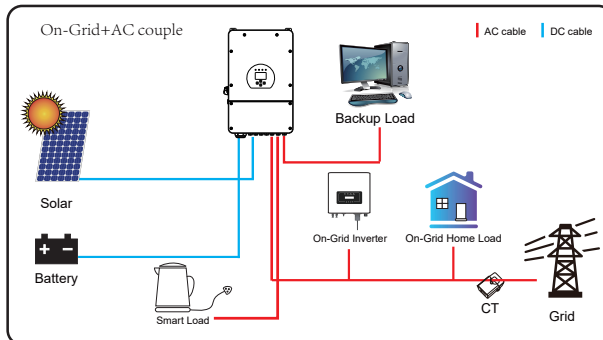 On-Grid+AC couple
AC cable
DC cable
Backup Load
Solar
On-Grid Inverter
On-Grid Home Load
Battery
Smart Load
CT
Grid